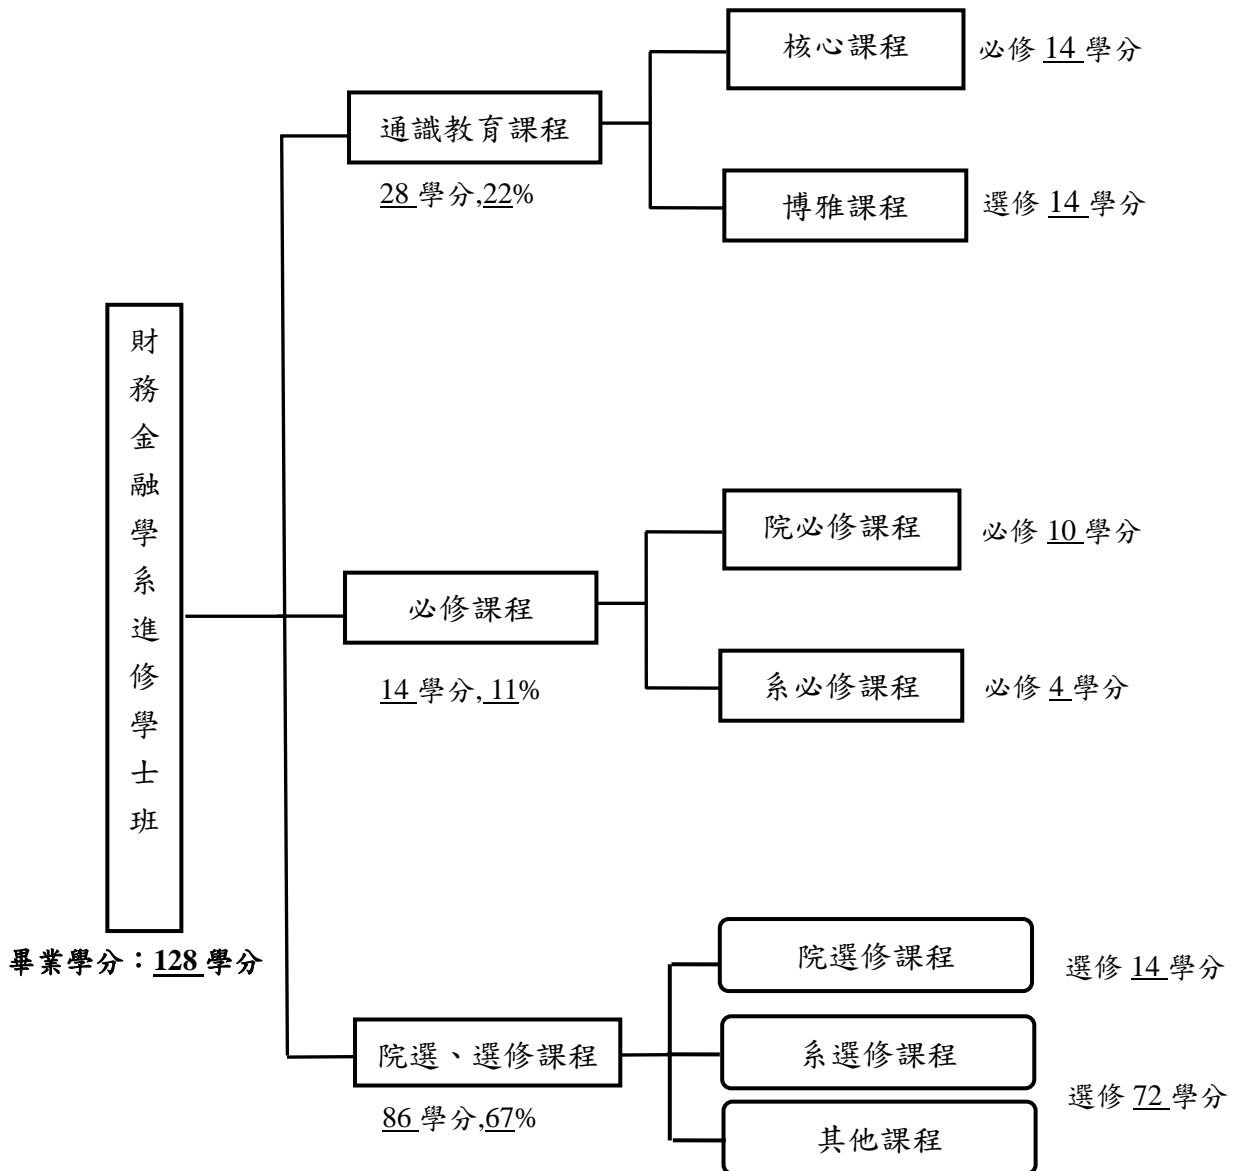 核心課程
必修 14 學分
通識教育課程
28 學分,22%
博雅課程
選修 14 學分
財務金融學系進修學士班
畢業學分：128 學分
院必修課程
必修 10 學分
必修課程
14 學分, 11%
系必修課程
必修 4 學分
院選修課程
選修 14 學分
院選、選修課程
86 學分,67%
系選修課程
選修 72 學分
其他課程